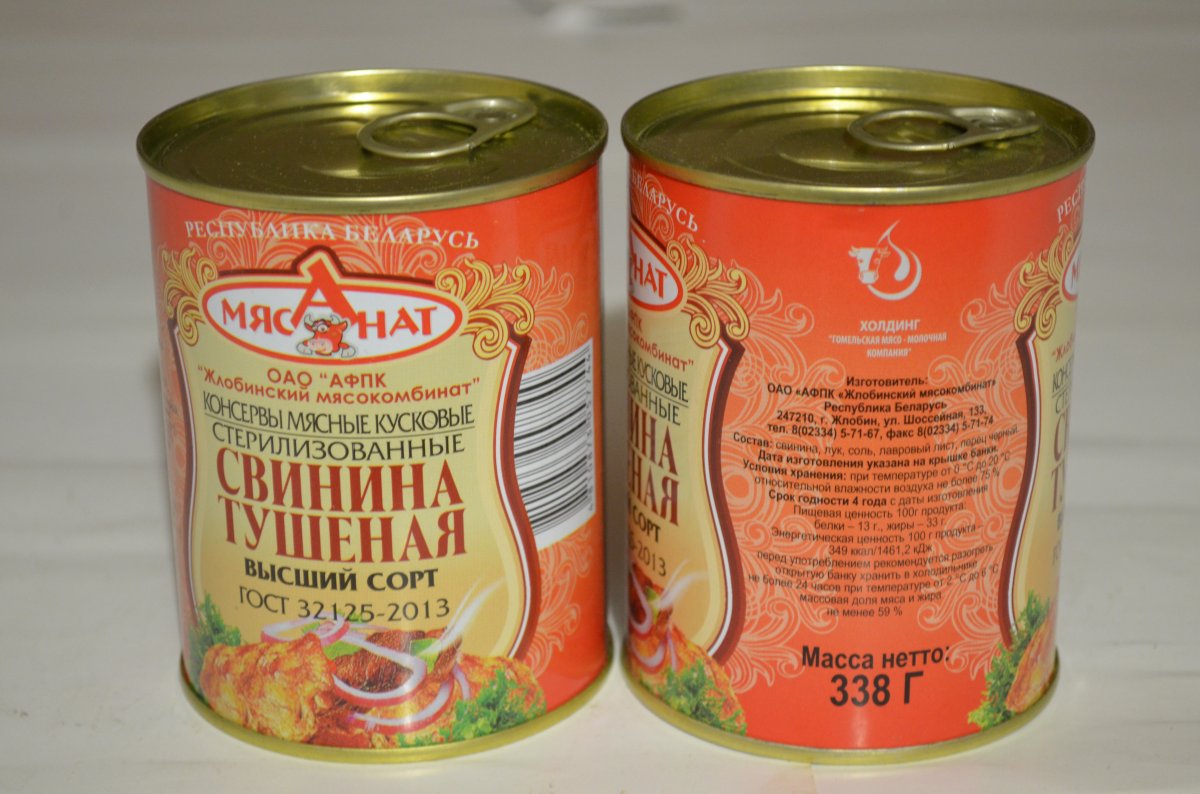 РЕСПУБЛИКА БЕЛАРУСЬ
МЯСАНАТ
ОАО "АФПК
"Жлобинский мясокомбинат"
КОНСЕРВЫ МЯСНЫЕ КУСКОВЫЕ
СТЕРИЛИЗОВАННЫЕ
СВИНИНА
ТУШЕНАЯ
ВЫСШИЙ СОРТ
ГОСТ 32125-2013
ХОЛДИНГ
"ГОМЕЛЬСКАЯ МЯСО - МОЛОЧНАЯ
КОМПАНИЯ"
Изготовитель:
ОАО «АФПК «Жлобинский мясокомбинат»
Республика Беларусь
247210, г. Жлобин, ул. Шоссейная, 133,
тел. 8(02334) 5-71-67, факс 8(02334) 5-71-74
Состав: свинина, лук, соль, лавровый лист, перец черный.
Дата изготовления указана на крышке банки.
Условия хранения: при температуре от 0 °С до 20 °С
относительной влажности воздуха не более 75 %
Срок годности 4 года с даты изготовления
Пищевая ценность 100г продукта:
белки – 13 г., жиры – 33 г.
Энергетическая ценность 100 г продукта -
349 ккал/1461,2 кДж
перед употреблением рекомендуется разогреть
открытую банку хранить в холодильнике
не более 24 часов при температуре от 2 °С до 6 °С
массовая доля мяса и жира
не менее 59 %
Масса нетто:
338 Г